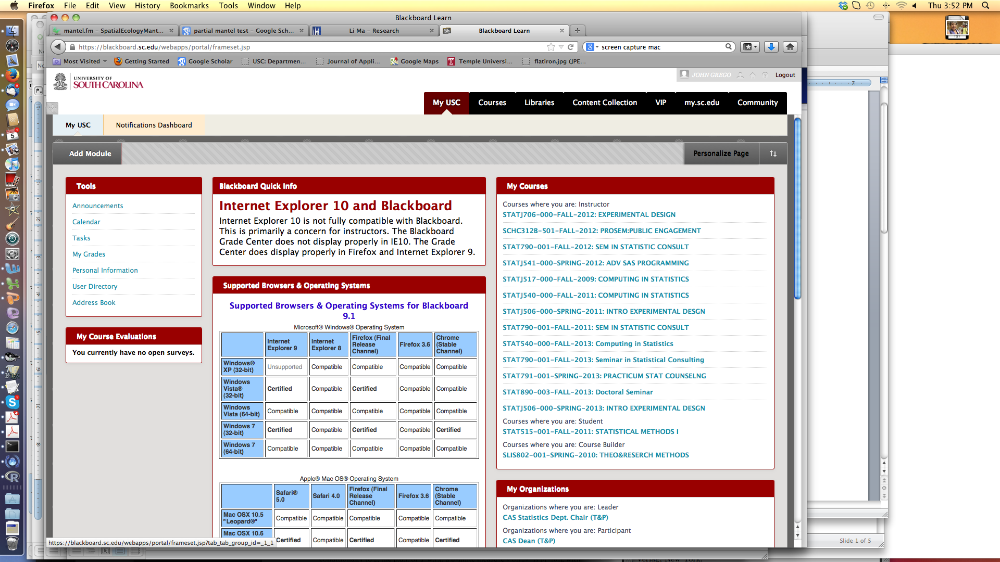 Firefox File Edit View History Bookmarks Tools Window Help
Thu 3:52 PM
Blackboard Learn
mantel.fm - SpatialEcologyMant...
partial mantel test - Google Sch...
Li Ma - Research
Blackboard Learn
https://blackboard.sc.edu/webapps/portal/frameset.jsp
screen capture mac
Most Visited
Getting Started
Google Scholar
USC: Departmen...
Journal of Appli...
Google Maps
Temple Universi...
flatiron.jpg (JPE...
UNIVERSITY OF
SOUTH CAROLINA
JOHN GREGO
Logout
My USC
Courses
Libraries
Content Collection
VIP
my.sc.edu
Community
My USC
Notifications Dashboard
Add Module
Personalize Page
Tools
Announcements
Calendar
Tasks
My Grades
Personal Information
User Directory
Address Book
My Course Evaluations
You currently have no open surveys.
Blackboard Quick Info
Internet Explorer 10 and Blackboard
Internet Explorer 10 is not fully compatible with Blackboard.
This is primarily a concern for instructors. The Blackboard
Grade Center does not display properly in IE10. The Grade
Center does display properly in Firefox and Internet Explorer 9.
Supported Browsers & Operating Systems
Supported Browsers & Operating Systems for Blackboard
9.1
Microsoft® Windows® Operating System
Internet Explorer 9 Internet Explorer 8 Firefox (Final Release Channel) Firefox 3.6 Chrome (Stable Channel)
Windows® XP (32-bit) Unsupported Compatible Compatible Compatible Compatible
Windows Vista® (32-bit) Certified Compatible Certified Compatible Compatible
Windows Vista (64-bit) Compatible Compatible Compatible Compatible Compatible
Windows 7 (32-bit) Certified Compatible Certified Compatible Certified
Windows 7 (64-bit) Compatible Compatible Compatible Compatible Compatible
Apple® Mac OS® Operating System
Safari® 5.0 Safari 4.0 Firefox (Final Release Channel) Firefox 3.6 Chrome (Stable Channel)
Mac OSX 10.5 "Leopard®" Compatible Compatible Compatible Compatible Compatible
Mac OSX 10.6 Certified Compatible Certified Compatible Certified
My Courses
Courses where you are: Instructor
STATJ706-000-FALL-2012: EXPERIMENTAL DESIGN
SCHC312B-501-FALL-2012: PROSEM:PUBLIC ENGAGEMENT
STAT790-001-FALL-2012: SEM IN STATISTIC CONSULT
STATJ541-000-SPRING-2012: ADV SAS PROGRAMMING
STATJ517-000-FALL-2009: COMPUTING IN STATISTICS
STATJ540-000-FALL-2011: COMPUTING IN STATISTICS
STATJ506-000-SPRING-2011: INTRO EXPERIMENTAL DESGN
STAT790-001-FALL-2011: SEM IN STATISTIC CONSULT
STAT540-000-FALL-2013: Computing in Statistics
STAT790-001-FALL-2013: Seminar in Statistical Consulting
STAT791-001-SPRING-2013: PRACTICUM STAT COUNSELNG
STAT890-003-FALL-2013: Doctoral Seminar
STATJ506-000-SPRING-2013: INTRO EXPERIMENTAL DESGN
Courses where you are: Student
STAT515-001-FALL-2011: STATISTICAL METHODS I
Courses where you are: Course Builder
SLIS802-001-SPRING-2010: THEO&RESERCH METHODS
My Organizations
Organizations where you are: Leader
CAS Statistics Dept. Chair (T&P)
Organizations where you are: Participant
CAS Dean (T&P)
https://blackboard.sc.edu/webapps/portal/frameset.jsp?tab_tab_group_id=_1_1
Slide 1 of 5